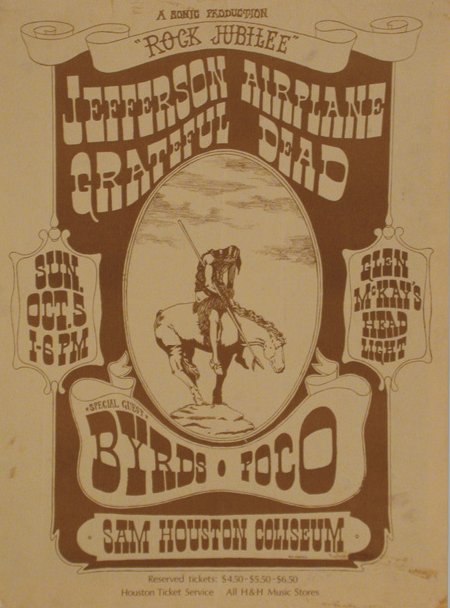 A SONIC PRODUCTION
"ROCK JUBILEE"
JEFFERSON AIRPLANE
GRATEFUL DEAD
SUN.
OCT. 5
1-6 PM
GLEN
McKAY'S
HEAD
LIGHT
*SPECIAL GUEST*
BYRDS • POCO
SAM HOUSTON COLISEUM
Reserved tickets: $4.50-$5.50-$6.50
Houston Ticket Service All H&H Music Stores